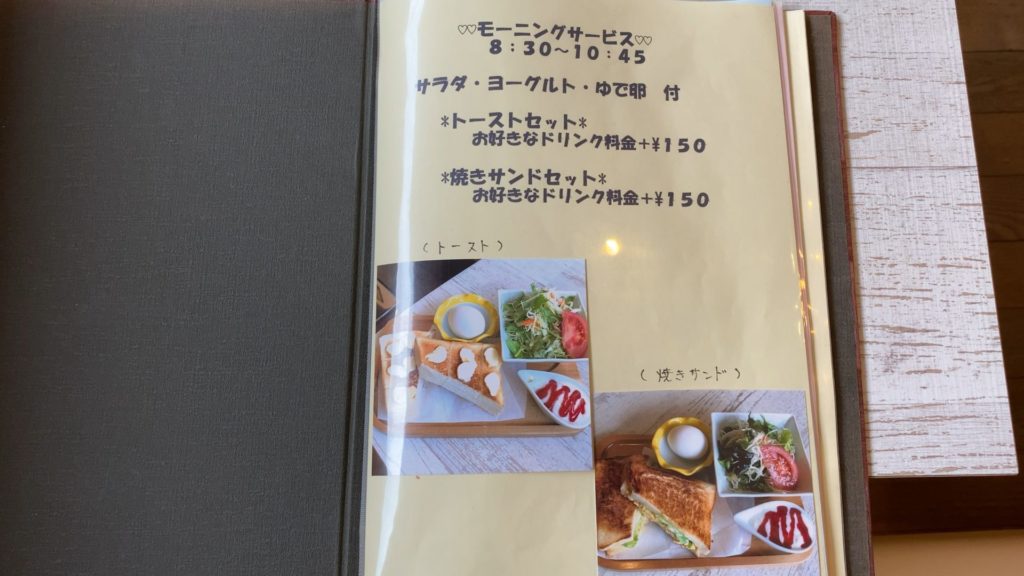 ♡♡モーニングサービス♡♡
8：30～10：45
サラダ・ヨーグルト・ゆで卵　付
*トーストセット*
お好きなドリンク料金+¥150
*焼きサンドセット*
お好きなドリンク料金+¥150
(トースト)
(焼きサンド)